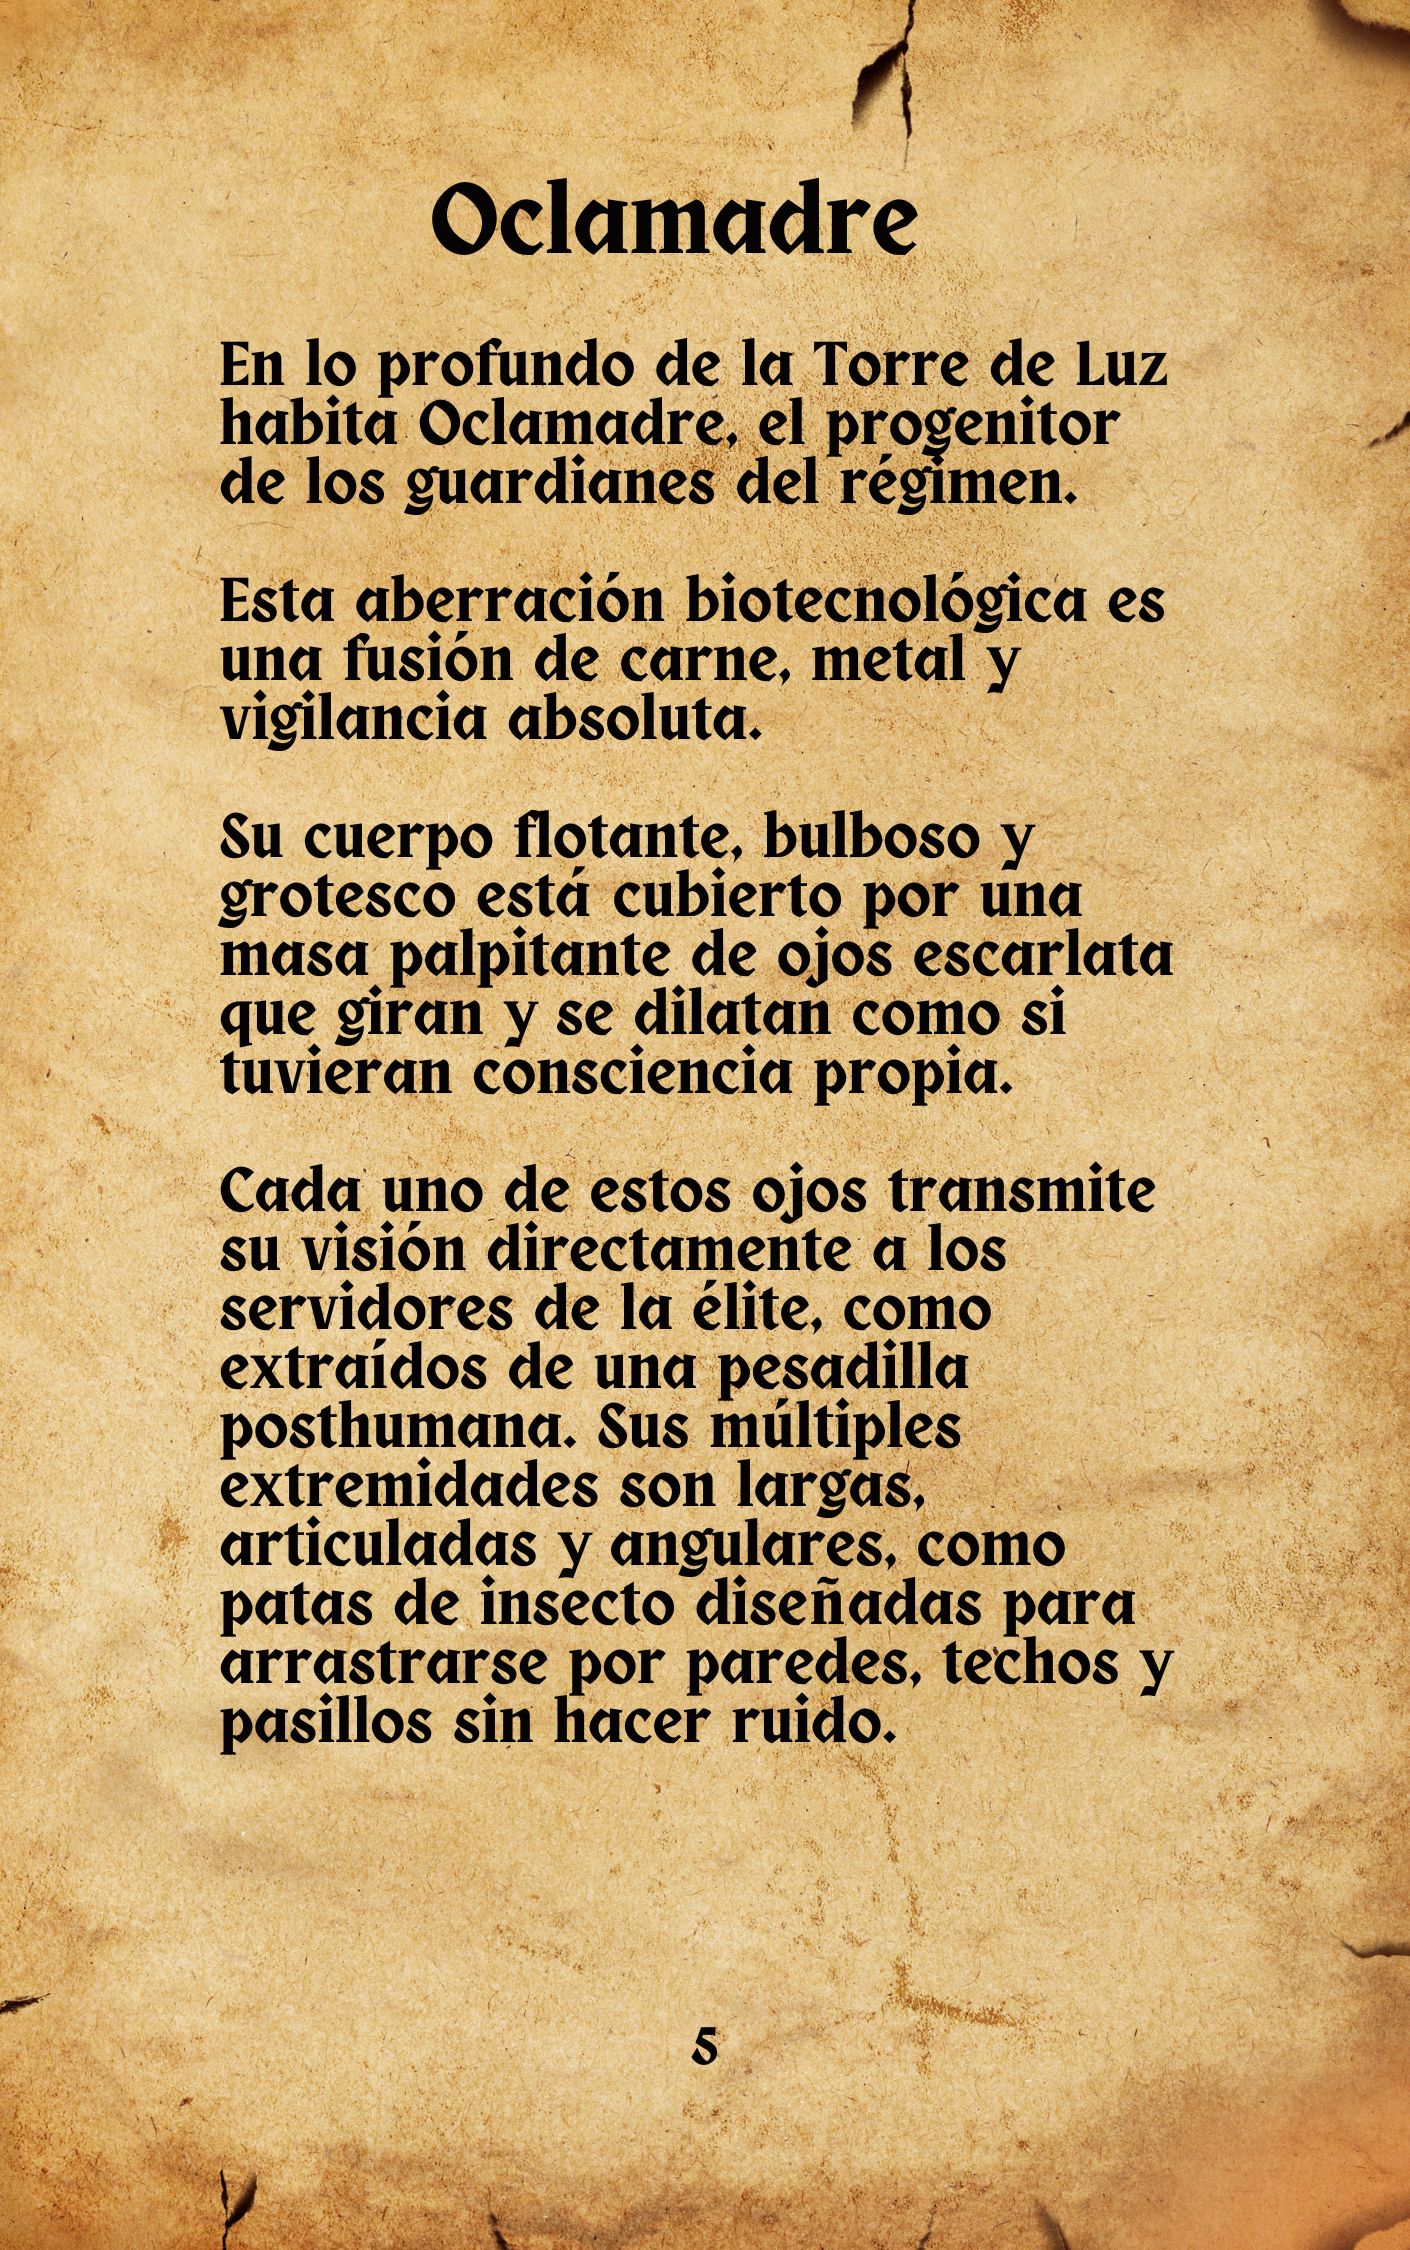 Oclamadre
En lo profundo de la Torre de Luz
habita Oclamadre, el progenitor
de los guardianes del régimen.
Esta aberración biotecnológica es
una fusión de carne, metal y
vigilancia absoluta.
Su cuerpo flotante, bulboso y
grotesco está cubierto por una
masa palpitante de ojos escarlata
que giran y se dilatan como si
tuvieran consciencia propia.
Cada uno de estos ojos transmite
su visión directamente a los
servidores de la élite, como
extraídos de una pesadilla
posthumana. Sus múltiples
extremidades son largas,
articuladas y angulares, como
patas de insecto diseñadas para
arrastrarse por paredes, techos y
pasillos sin hacer ruido.
5